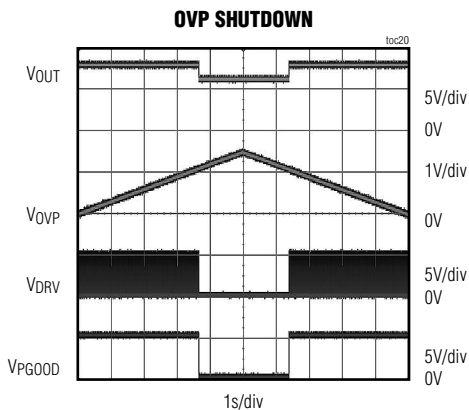 OVP SHUTDOWN
toc20
VOUT
5V/div
0V
1V/div
VOVP
0V
VDRV
5V/div
0V
VPGOOD
5V/div
0V
1s/div